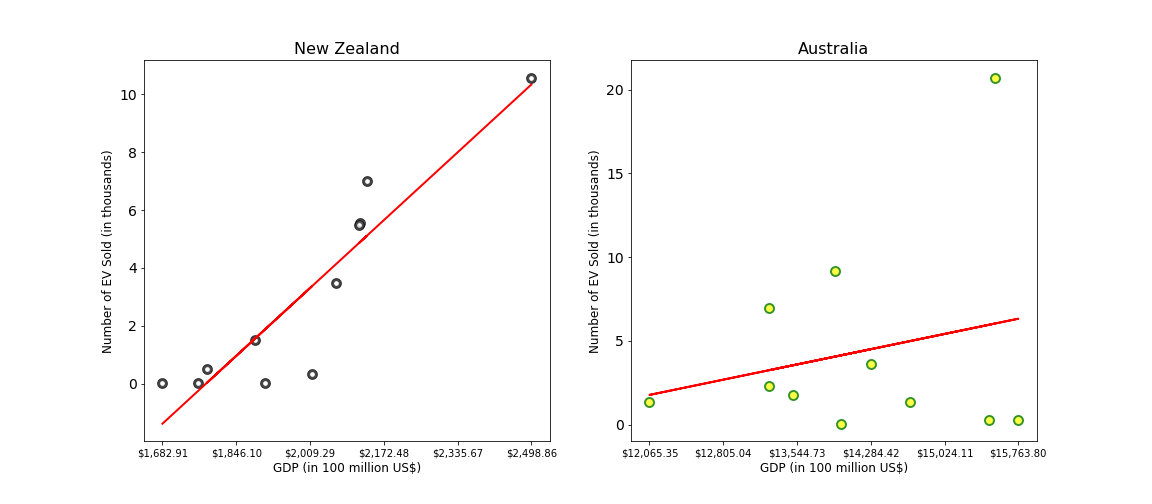 New Zealand
Number of EV Sold (in thousands)
10
8
6
4
2
0
$1,682.91 $1,846.10 $2,009.29 $2,172.48 $2,335.67 $2,498.86
GDP (in 100 million US$)
Australia
Number of EV Sold (in thousands)
20
15
10
5
0
$12,065.35 $12,805.04 $13,544.73 $14,284.42 $15,024.11 $15,763.80
GDP (in 100 million US$)